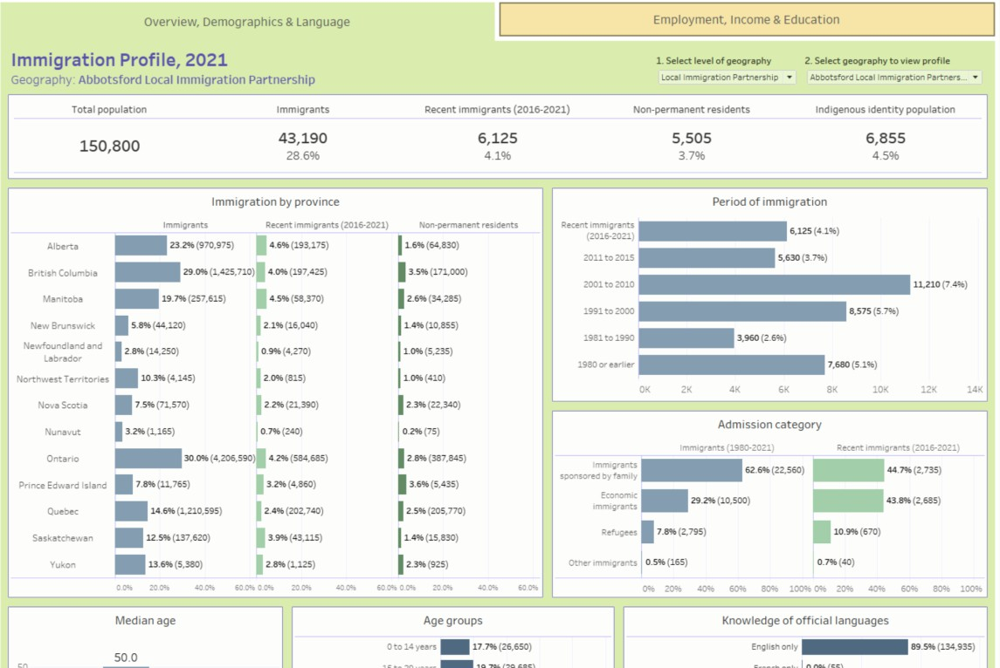 Overview, Demographics & Language
Employment, Income & Education
Immigration Profile, 2021
Geography: Abbotsford Local Immigration Partnership
1. Select level of geography
2. Select geography to view profile
Local Immigration Partnership
Abbotsford Local Immigration Partners...
Total population
Immigrants
Recent immigrants (2016-2021)
Non-permanent residents
Indigenous identity population
150,800
43,190
6,125
5,505
6,855
28.6%
4.1%
3.7%
4.5%
Immigration by province
Immigrants
Recent immigrants (2016-2021)
Non-permanent residents
Alberta 23.2% (970,975) 4.6% (193,175) 1.6% (64,830)
British Columbia 29.0% (1,425,710) 4.0% (197,425) 3.5% (171,000)
Manitoba 19.7% (257,615) 4.5% (58,370) 2.6% (34,285)
New Brunswick 5.8% (44,120) 2.1% (16,040) 1.4% (10,855)
Newfoundland and
Labrador 2.8% (14,250) 0.9% (4,270) 1.0% (5,235)
Northwest Territories 10.3% (4,145) 2.0% (815) 1.0% (410)
Nova Scotia 7.5% (71,570) 2.2% (21,390) 2.3% (22,340)
Nunavut 3.2% (1,165) 0.7% (240) 0.2% (75)
Ontario 30.0% (4,206,590) 4.2% (584,685) 2.8% (387,845)
Prince Edward Island 7.8% (11,765) 3.2% (4,860) 3.6% (5,435)
Quebec 14.6% (1,210,595) 2.4% (202,740) 2.5% (205,770)
Saskatchewan 12.5% (137,620) 3.9% (43,115) 1.4% (15,830)
Yukon 13.6% (5,380) 2.8% (1,125) 2.3% (925)
0.0% 20.0% 40.0% 60.0% 0.0% 20.0% 40.0% 60.0% 0.0% 20.0% 40.0% 60.0%
Period of immigration
Recent immigrants
(2016-2021) 6,125 (4.1%)
2011 to 2015 5,630 (3.7%)
2001 to 2010 11,210 (7.4%)
1991 to 2000 8,575 (5.7%)
1981 to 1990 3,960 (2.6%)
1980 or earlier 7,680 (5.1%)
0K 2K 4K 6K 8K 10K 12K 14K
Admission category
Immigrants (1980-2021) Recent immigrants (2016-2021)
Immigrants
sponsored by family 62.6% (22,560) 44.7% (2,735)
Economic
immigrants 29.2% (10,500) 43.8% (2,685)
Refugees 7.8% (2,795) 10.9% (670)
Other immigrants 0.5% (165) 0.7% (40)
0% 20% 40% 60% 80% 100% 0% 20% 40% 60% 80% 100%
Median age
50.0
50
Age groups
0 to 14 years 17.7% (26,650)
15 to 29 years 19.7% (29,685)
Knowledge of official languages
English only 89.5% (134,935)
French only 0.0% (55)